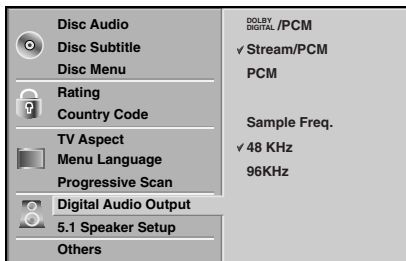 Disc Audio
Disc Subtitle
Disc Menu
Rating
Country Code
TV Aspect
Menu Language
Progressive Scan
Digital Audio Output
5.1 Speaker Setup
Others
DOLBY DIGITAL /PCM
✓ Stream/PCM
PCM
Sample Freq.
✓ 48 KHz
96KHz